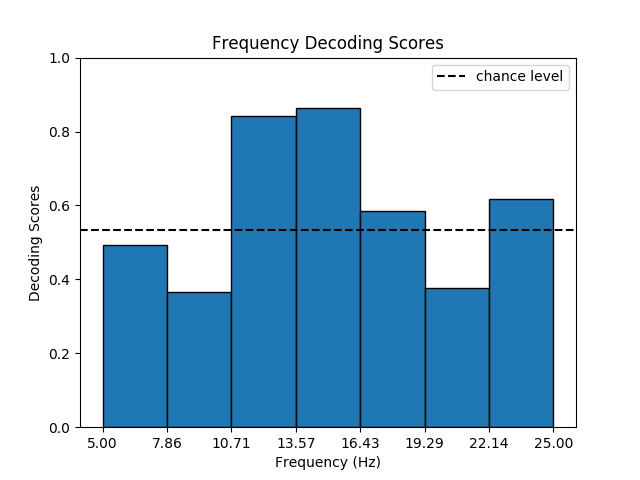 Frequency Decoding Scores
chance level
Decoding Scores
1.0
0.8
0.6
0.4
0.2
0.0
5.00 7.86 10.71 13.57 16.43 19.29 22.14 25.00
Frequency (Hz)